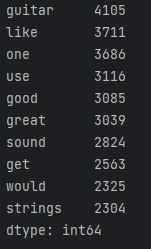 guitar 4105
like 3711
one 3686
use 3116
good 3085
great 3039
sound 2824
get 2563
would 2325
strings 2304
dtype: int64